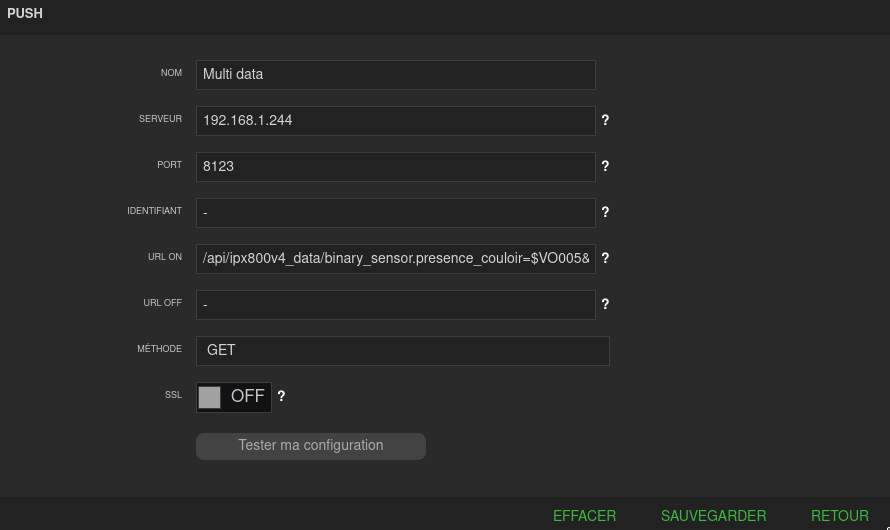 PUSH
NOM Multi data
SERVEUR 192.168.1.244 ?
PORT 8123 ?
IDENTIFIANT - ?
URL ON /api/ipx800v4_data/binary_sensor.presence_couloir=$VO005& ?
URL OFF - ?
MÉTHODE GET
SSL OFF ?
Tester ma configuration
EFFACER SAUVEGARDER RETOUR